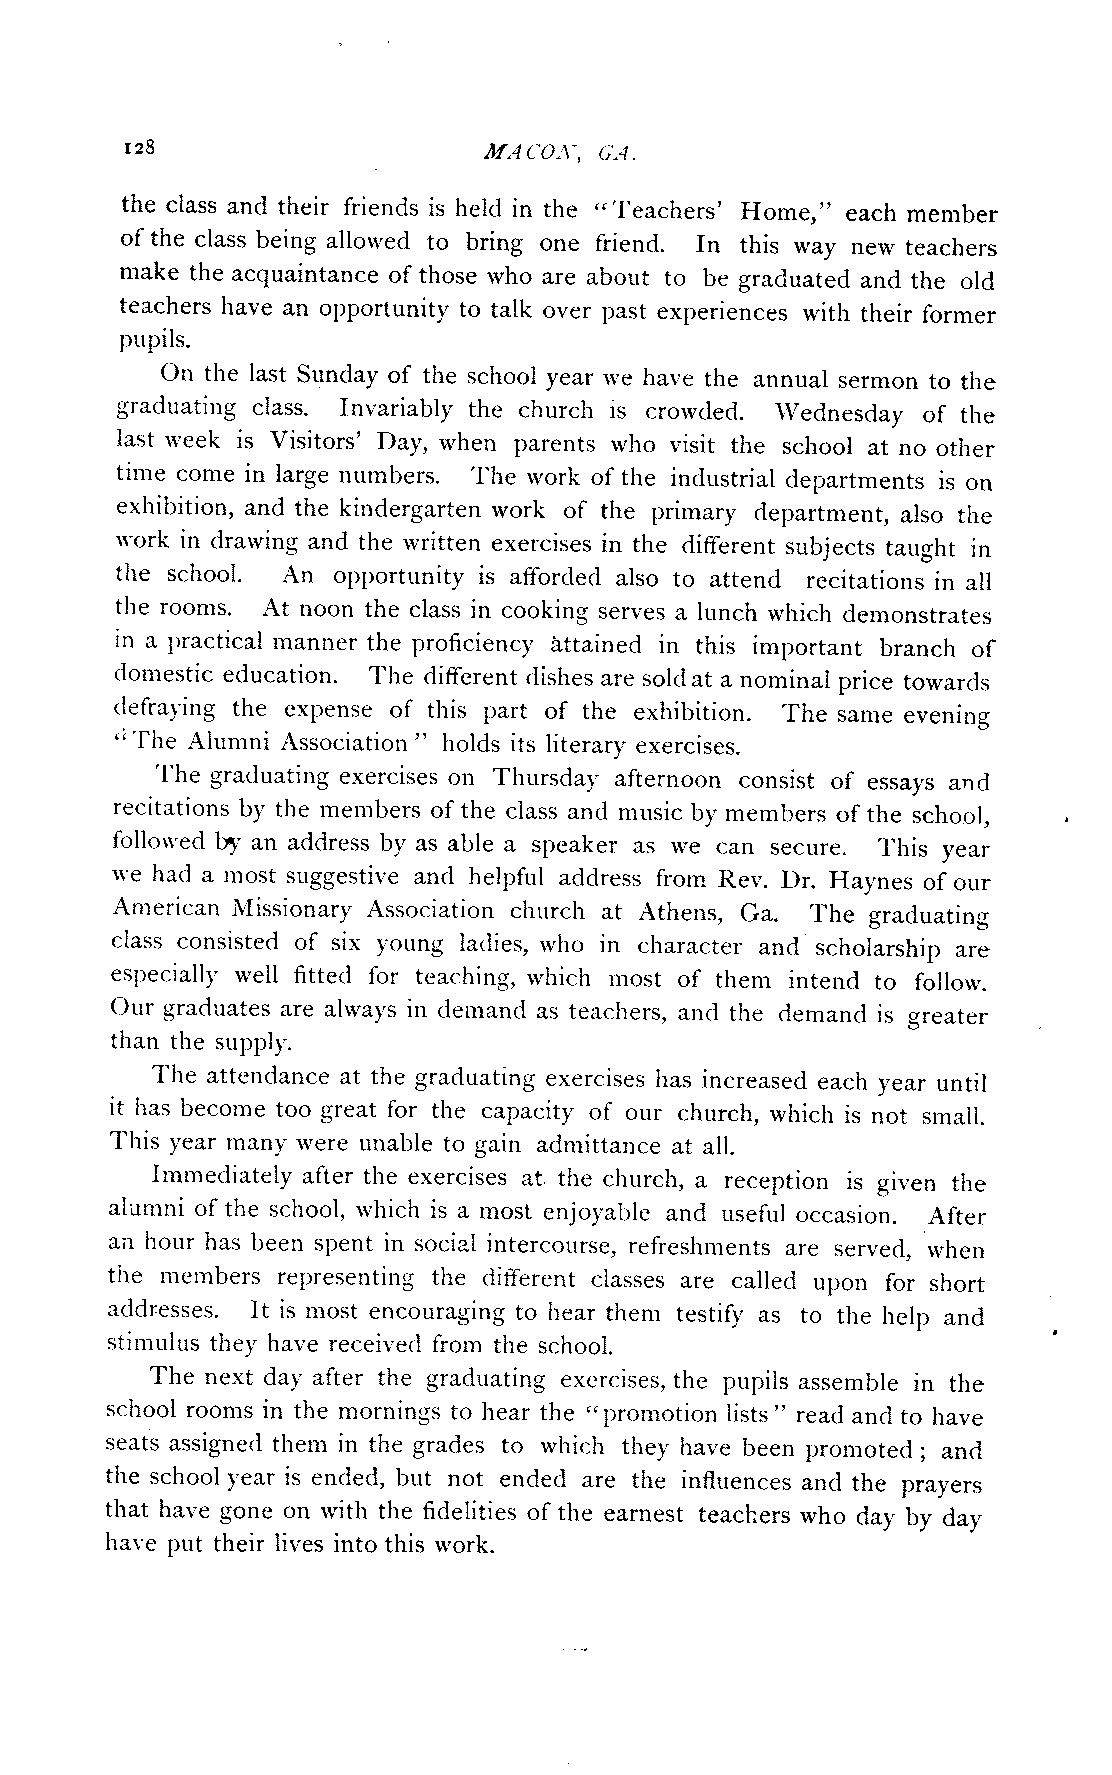 128 MACON, GA.
the class and their friends is held in the "Teachers' Home," each member
of the class being allowed to bring one friend. In this way new teachers
make the acquaintance of those who are about to be graduated and the old
teachers have an opportunity to talk over past experiences with their former
pupils.
On the last Sunday of the school year we have the annual sermon to the
graduating class. Invariably the church is crowded. Wednesday of the
last week is Visitors' Day, when parents who visit the school at no other
time come in large numbers. The work of the industrial departments is on
exhibition, and the kindergarten work of the primary department, also the
work in drawing and the written exercises in the different subjects taught in
the school. An opportunity is afforded also to attend recitations in all
the rooms. At noon the class in cooking serves a lunch which demonstrates
in a practical manner the proficiency attained in this important branch of
domestic education. The different dishes are sold at a nominal price towards
defraying the expense of this part of the exhibition. The same evening
"The Alumni Association" holds its literary exercises.
The graduating exercises on Thursday afternoon consist of essays and
recitations by the members of the class and music by members of the school,
followed by an address by as able a speaker as we can secure. This year
we had a most suggestive and helpful address from Rev. Dr. Haynes of our
American Missionary Association church at Athens, Ga. The graduating
class consisted of six young ladies, who in character and scholarship are
especially well fitted for teaching, which most of them intend to follow.
Our graduates are always in demand as teachers, and the demand is greater
than the supply.
The attendance at the graduating exercises has increased each year until
it has become too great for the capacity of our church, which is not small.
This year many were unable to gain admittance at all.
Immediately after the exercises at the church, a reception is given the
alumni of the school, which is a most enjoyable and useful occasion. After
an hour has been spent in social intercourse, refreshments are served, when
the members representing the different classes are called upon for short
addresses. It is most encouraging to hear them testify as to the help and
stimulus they have received from the school.
The next day after the graduating exercises, the pupils assemble in the
school rooms in the mornings to hear the "promotion lists" read and to have
seats assigned them in the grades to which they have been promoted; and
the school year is ended, but not ended are the influences and the prayers
that have gone on with the fidelities of the earnest teachers who day by day
have put their lives into this work.